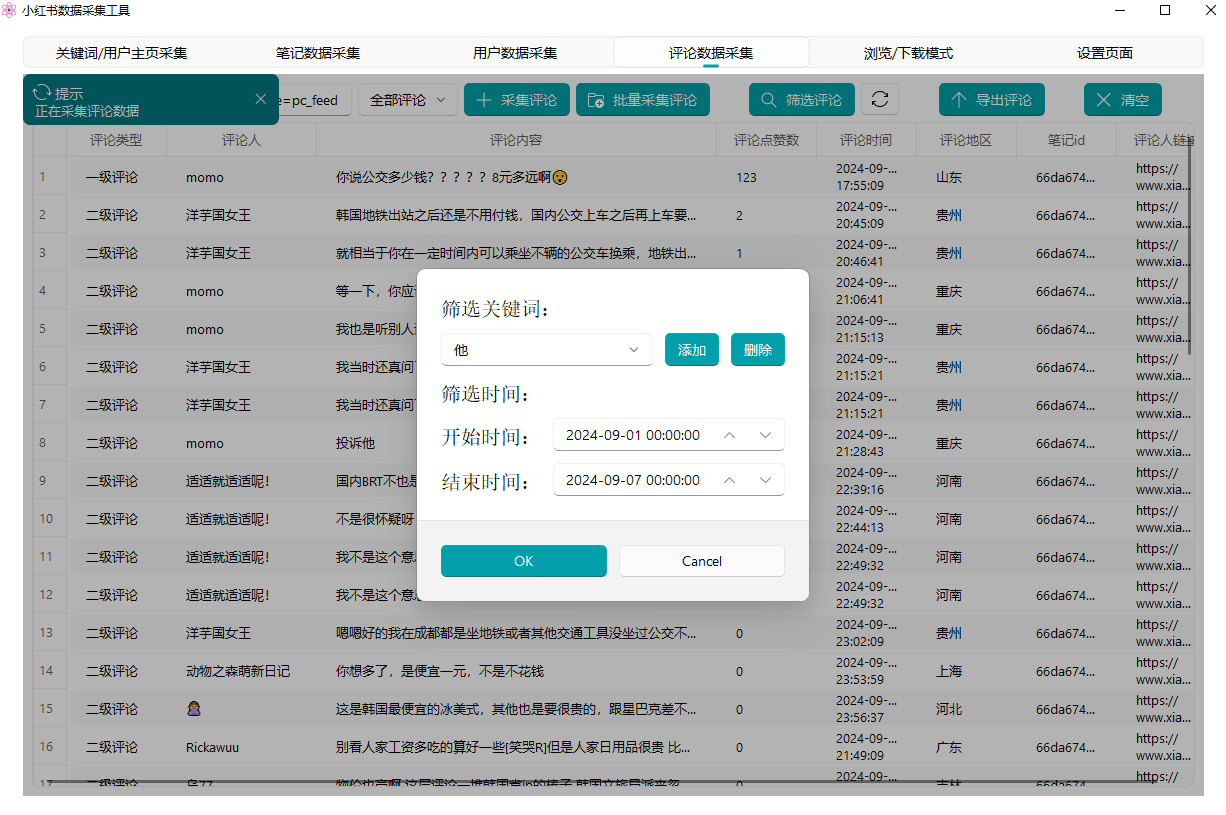 小红书数据采集工具
关键词/用户主页采集 笔记数据采集 用户数据采集 评论数据采集 浏览/下载模式 设置页面
提示
正在采集评论数据
=pc_feed 全部评论 采集评论 批量采集评论 筛选评论 导出评论 清空
评论类型 评论人 评论内容 评论点赞数 评论时间 评论地区 笔记id 评论人链接
1 一级评论 momo 你说公交多少钱？？？？？8元多远啊😮 123 2024-09-... 17:55:09 山东 66da674... https:// www.xia...
2 二级评论 洋芋国女王 韩国地铁出站之后还是不用付钱，国内公交上车之后再上车要... 2 2024-09-... 20:45:09 贵州 66da674... https:// www.xia...
3 二级评论 洋芋国女王 就相当于你在一定时间内可以乘坐不辆的公交车换乘，地铁出... 1 2024-09-... 20:46:41 贵州 66da674... https:// www.xia...
4 二级评论 momo 等一下，你应 2024-09-... 21:06:41 重庆 66da674... https:// www.xia...
5 二级评论 momo 我也是听别人 2024-09-... 21:15:13 重庆 66da674... https:// www.xia...
6 二级评论 洋芋国女王 我当时还真问 2024-09-... 21:15:21 贵州 66da674... https:// www.xia...
7 二级评论 洋芋国女王 我当时还真问 2024-09-... 21:15:21 贵州 66da674... https:// www.xia...
8 二级评论 momo 投诉他 2024-09-... 21:28:43 重庆 66da674... https:// www.xia...
9 二级评论 适适就适适呢！ 国内BRT不也是 2024-09-... 22:39:16 河南 66da674... https:// www.xia...
10 二级评论 适适就适适呢！ 不是很怀疑呀 2024-09-... 22:44:13 河南 66da674... https:// www.xia...
11 二级评论 适适就适适呢！ 我不是这个意 2024-09-... 22:49:32 河南 66da674... https:// www.xia...
12 二级评论 适适就适适呢！ 我不是这个意 2024-09-... 22:49:32 河南 66da674... https:// www.xia...
13 二级评论 洋芋国女王 嗯嗯好的我在成都都是坐地铁或者其他交通工具没坐过公交不... 0 2024-09-... 23:02:09 贵州 66da674... https:// www.xia...
14 二级评论 动物之森萌新日记 你想多了，是便宜一元，不是不花钱 0 2024-09-... 23:53:59 上海 66da674... https:// www.xia...
15 二级评论 这是韩国最便宜的冰美式，其他也是要很贵的，跟星巴克差不... 0 2024-09-... 23:56:37 河北 66da674... https:// www.xia...
16 二级评论 Rickawuu 别看人家工资多吃的算好一些[笑哭R]但是人家日用品很贵 比... 0 2024-09-... 21:49:09 广东 66da674... https:// www.xia...
17 二级评论 2024-09-... 吉林 66da674... https://
筛选关键词：
他 添加 删除
筛选时间：
开始时间： 2024-09-01 00:00:00
结束时间： 2024-09-07 00:00:00
OK Cancel